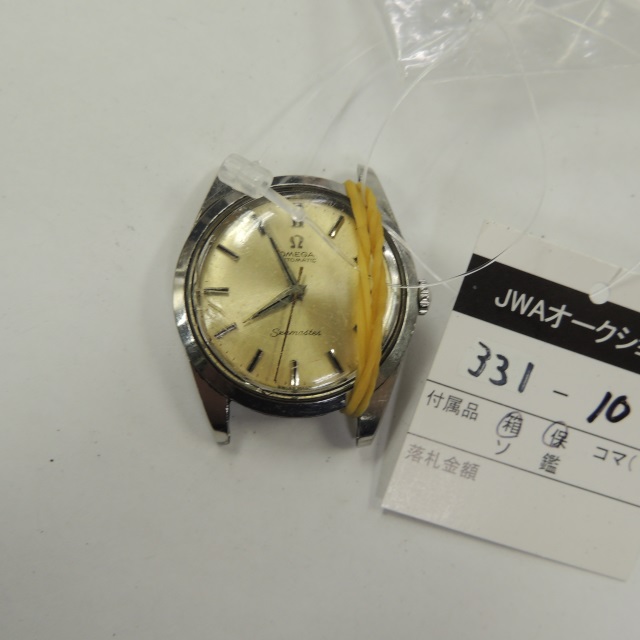 OMEGA
AUTOMATIC
Seamaster
JWAオークショ
331-10
付属品 箱 保 コマ(
ソ 鑑
落札金額